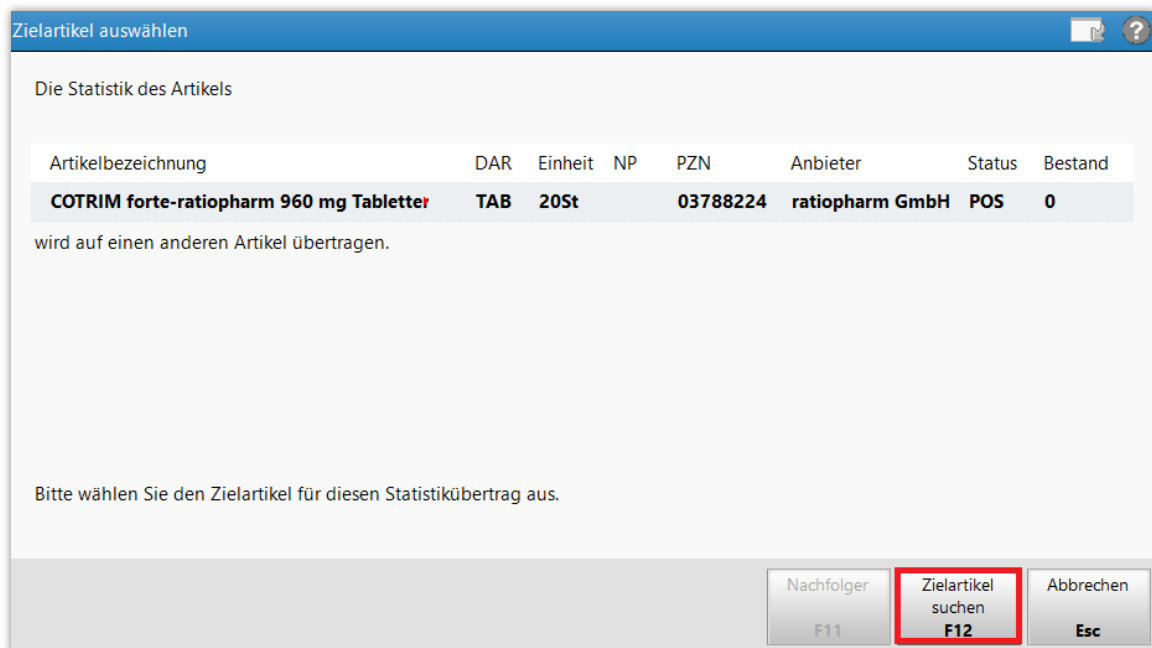 Zielartikel auswählen
Die Statistik des Artikels
Artikelbezeichnung DAR Einheit NP PZN Anbieter Status Bestand
COTRIM forte-ratiopharm 960 mg Tabletter TAB 20St 03788224 ratiopharm GmbH POS 0
wird auf einen anderen Artikel übertragen.
Bitte wählen Sie den Zielartikel für diesen Statistikübertrag aus.
Nachfolger
F11
Zielartikel
suchen
F12
Abbrechen
Esc